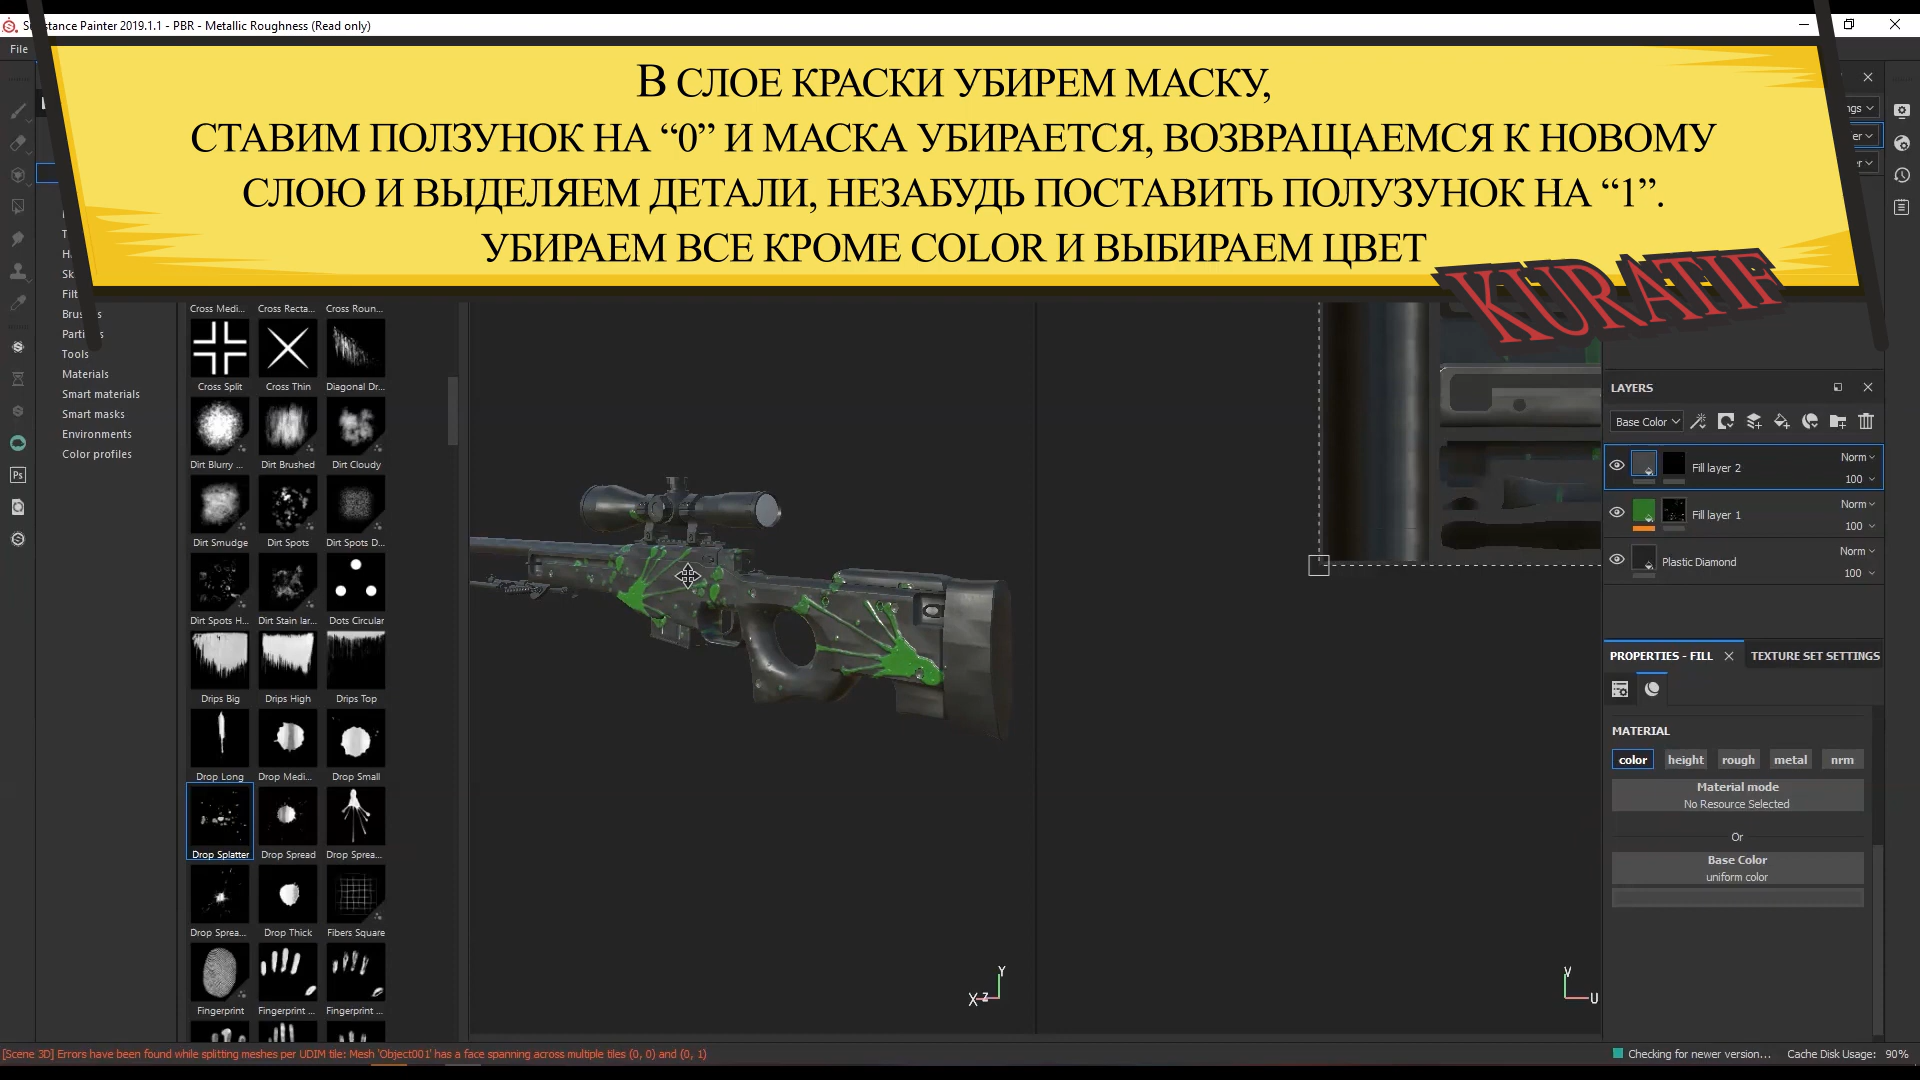 Substance Painter 2019.1.1 - PBR - Metallic Roughness (Read only)
File
В СЛОЕ КРАСКИ УБИРЕМ МАСКУ,
СТАВИМ ПОЛЗУНОК НА “0” И МАСКА УБИРАЕТСЯ, ВОЗВРАЩАЕМСЯ К НОВОМУ
СЛОЮ И ВЫДЕЛЯЕМ ДЕТАЛИ, НЕЗАБУДЬ ПОСТАВИТЬ ПОЛУЗУНОК НА “1”.
УБИРАЕМ ВСЕ КРОМЕ COLOR И ВЫБИРАЕМ ЦВЕТ
KURATIF
Brushes
Particles
Tools
Materials
Smart materials
Smart masks
Environments
Color profiles
Cross Medi... Cross Recta... Cross Roun...
Cross Split Cross Thin Diagonal Dr...
Dirt Blurry ... Dirt Brushed Dirt Cloudy
Dirt Smudge Dirt Spots Dirt Spots D...
Dirt Spots H... Dirt Stain lar... Dots Circular
Drips Big Drips High Drips Top
Drop Long Drop Medi... Drop Small
Drop Splatter Drop Spread Drop Sprea...
Drop Sprea... Drop Thick Fibers Square
Fingerprint Fingerprint ... Fingerprint ...
Y
X Z
V
U
Ps
LAYERS
Base Color
Fill layer 2 Norm 100
Fill layer 1 Norm 100
Plastic Diamond Norm 100
PROPERTIES - FILL TEXTURE SET SETTINGS
MATERIAL
color height rough metal nrm
Material mode
No Resource Selected
Or
Base Color
uniform color
[Scene 3D] Errors have been found while splitting meshes per UDIM tile: Mesh 'Object001' has a face spanning across multiple tiles (0, 0) and (0, 1)
Checking for newer version... Cache Disk Usage: 90%